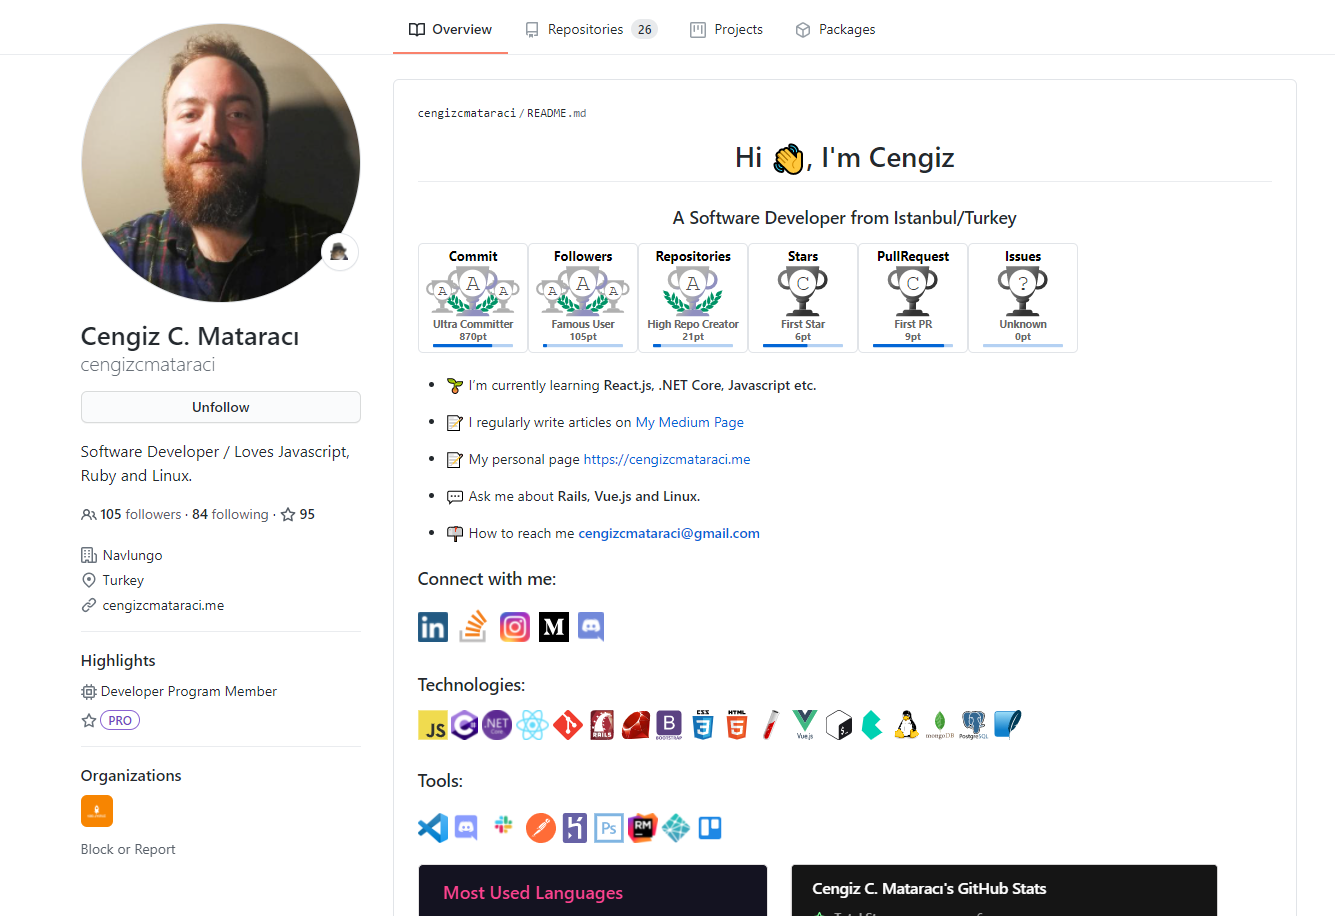 Overview
Repositories 26
Projects
Packages
Cengiz C. Mataracı
cengizcmataraci
Unfollow
Software Developer / Loves Javascript,
Ruby and Linux.
105 followers · 84 following · 95
Navlungo
Turkey
cengizcmataraci.me
Highlights
Developer Program Member
PRO
Organizations
Block or Report
cengizcmataraci/README.md
Hi 👋, I'm Cengiz
A Software Developer from Istanbul/Turkey
Commit Followers Repositories Stars PullRequest Issues
A A A A A A A C C ?
Ultra Committer Famous User High Repo Creator First Star First PR Unknown
870pt 105pt 21pt 6pt 9pt 0pt
I’m currently learning React.js, .NET Core, Javascript etc.
I regularly write articles on My Medium Page
My personal page https://cengizcmataraci.me
Ask me about Rails, Vue.js and Linux.
How to reach me cengizcmataraci@gmail.com
Connect with me:
in M
Technologies:
JS C# .NET Core RAILS B BOOTSTRAP CSS 3 HTML 5 Vue.js $_ mongoDB PostgreSQL
Tools:
Ps RM
Most Used Languages
Cengiz C. Mataracı's GitHub Stats